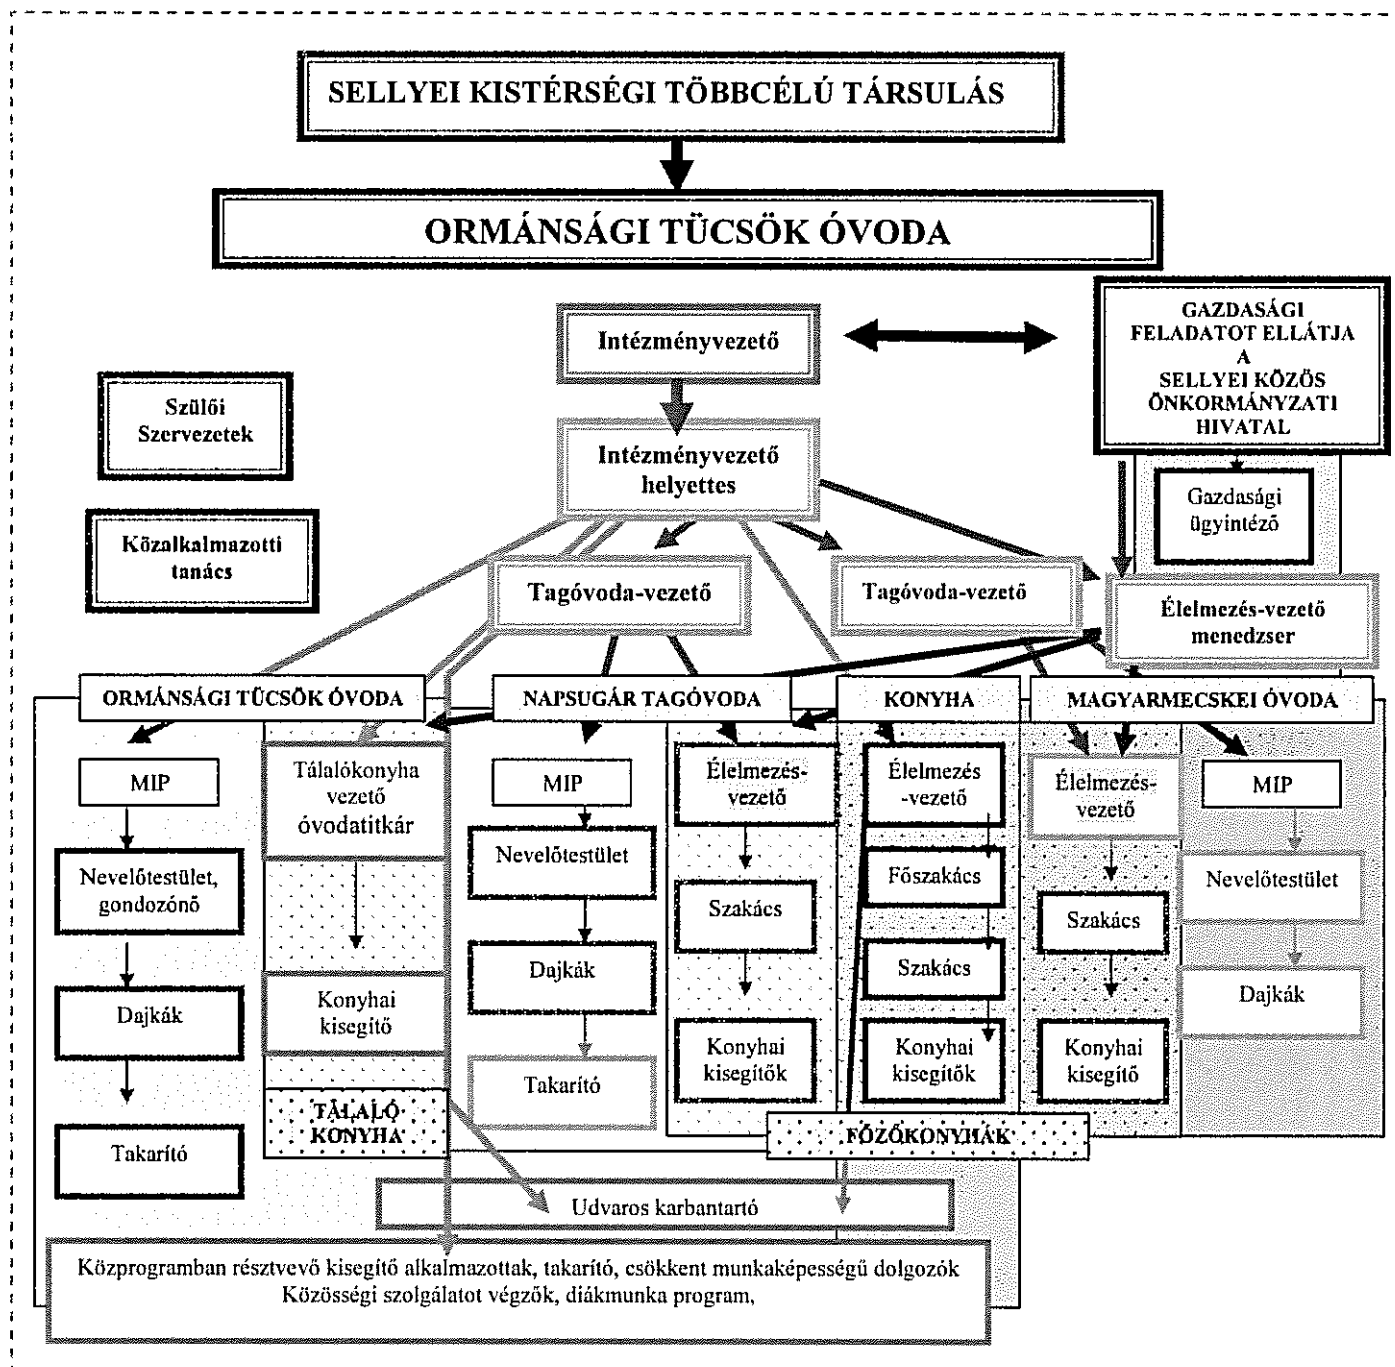 SELLYEI KISTÉRSÉGI TÖBBCÉLÚ TÁRSULÁS
ORMÁNSÁGI TÜCSÖK ÓVODA
Intézményvezető
GAZDASÁGI
FELADATOT ELLÁTJA
A
SELLYEI KÖZÖS
ÖNKORMÁNYZATI
HIVATAL
Szülői
Szervezetek
Intézményvezető
helyettes
Gazdasági
ügyintéző
Közalkalmazotti
tanács
Tagóvoda-vezető
Tagóvoda-vezető
Élelmezés-vezető
menedzser
ORMÁNSÁGI TÜCSÖK ÓVODA
NAPSUGÁR TAGÓVODA
KONYHA
MAGYARMECSKEI ÓVODA
MIP
Nevelőtestület,
gondozónő
Dajkák
Takarító
Tálalókonyha
vezető
óvodatitkár
Konyhai
kisegítő
TÁLALÓ
KONYHA
MIP
Nevelőtestület
Dajkák
Takarító
Élelmezés-
vezető
Szakács
Konyhai
kisegítők
Élelmezés
-vezető
Főszakács
Szakács
Konyhai
kisegítők
Élelmezés-
vezető
Szakács
Konyhai
kisegítő
MIP
Nevelőtestület
Dajkák
FŐZŐKONYHÁK
Udvaros karbantartó
Közprogramban résztvevő kisegítő alkalmazottak, takarító, csökkent munkaképességű dolgozók
Közösségi szolgálatot végzők, diákmunka program,